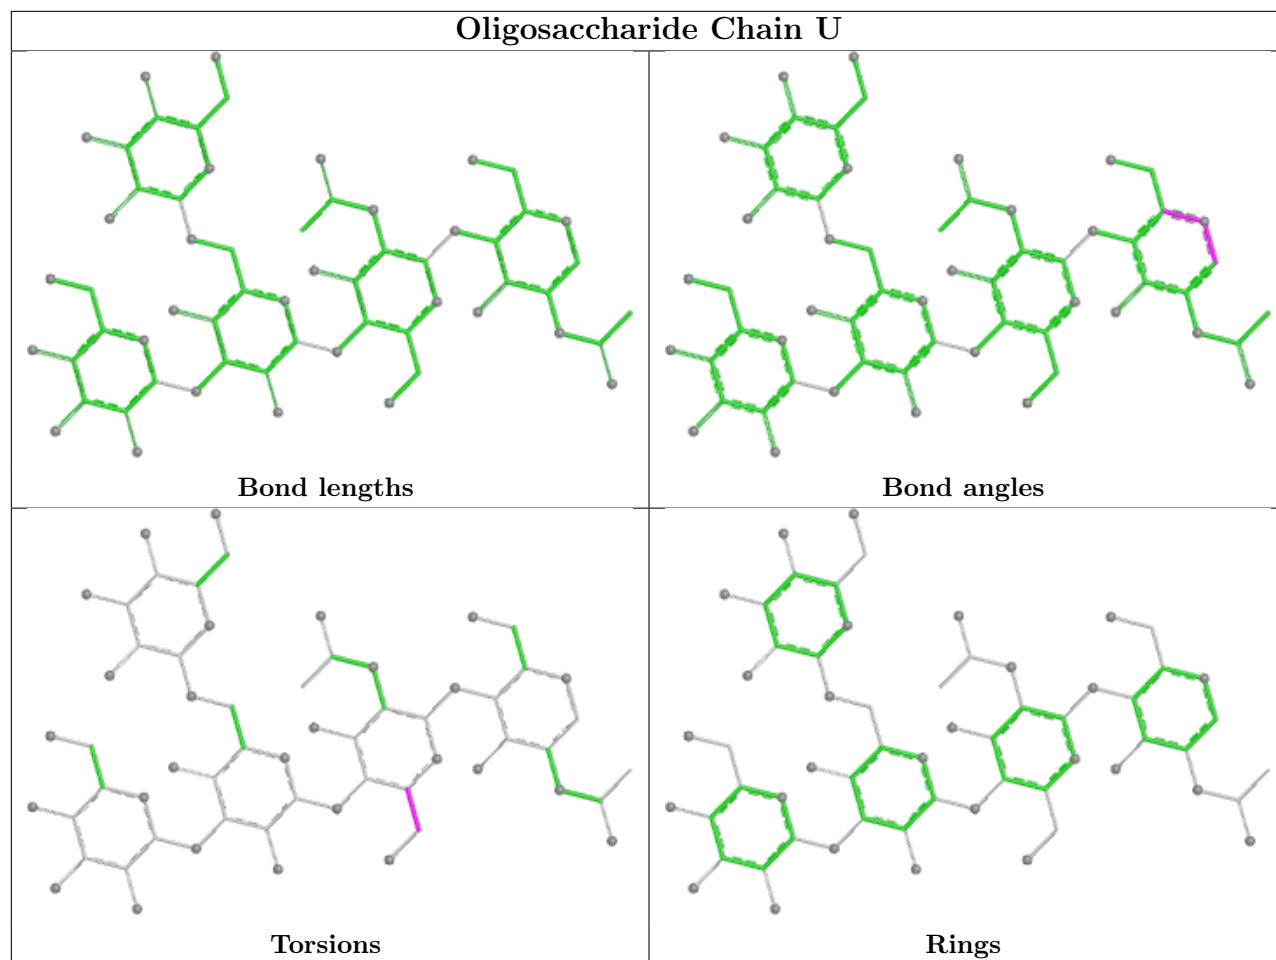 Oligosaccharide Chain U
Bond lengths
Bond angles
Torsions
Rings